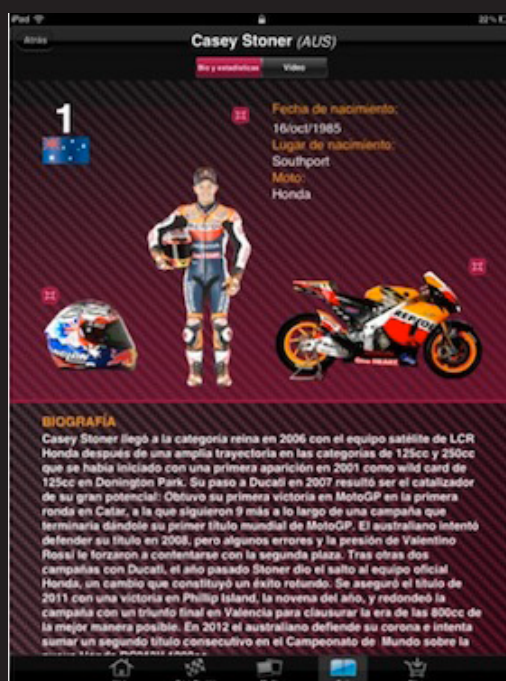 iPad 22%
Atrás
Casey Stoner (AUS)
Bio y estadísticas Vídeo
1
Fecha de nacimiento:
16/oct/1985
Lugar de nacimiento:
Southport
Moto:
Honda
REPSOL
BIOGRAFÍA
Casey Stoner llegó a la categoría reina en 2006 con el equipo satélite de LCR
Honda después de una amplia trayectoria en las categorías de 125cc y 250cc
que se había iniciado con una primera aparición en 2001 como wild card de
125cc en Donington Park. Su paso a Ducati en 2007 resultó ser el catalizador
de su gran potencial: Obtuvo su primera victoria en MotoGP en la primera
ronda en Catar, a la que siguieron 9 más a lo largo de una campaña que
terminaría dándole su primer título mundial de MotoGP. El australiano intentó
defender su título en 2008, pero algunos errores y la presión de Valentino
Rossi le forzaron a contentarse con la segunda plaza. Tras otras dos
campañas con Ducati, el año pasado Stoner dio el salto al equipo oficial
Honda, un cambio que constituyó un éxito rotundo. Se aseguró el título de
2011 con una victoria en Phillip Island, la novena del año, y redondeó la
campaña con un triunfo final en Valencia para clausurar la era de las 800cc de
la mejor manera posible. En 2012 el australiano defiende su corona e intenta
sumar un segundo título consecutivo en el Campeonato de Mundo sobre la